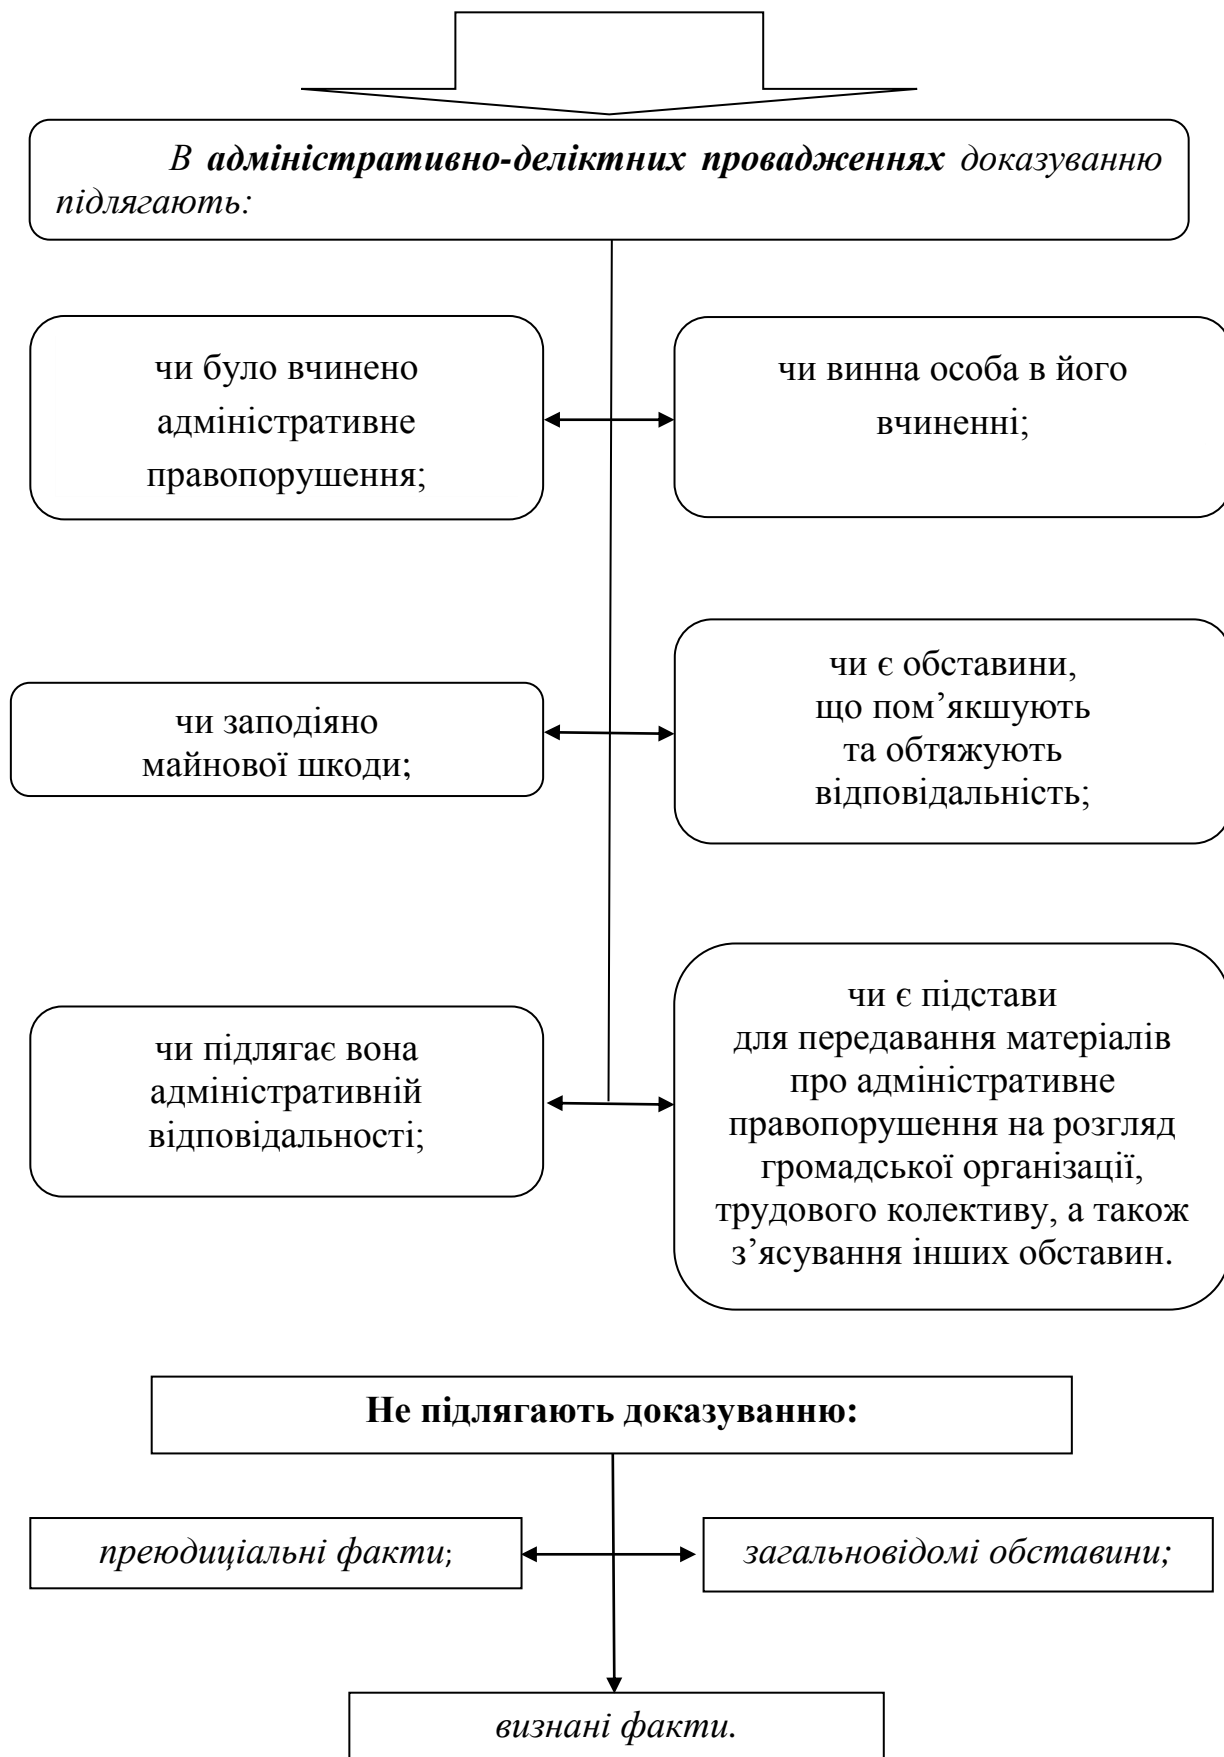 В адміністративно-деліктних провадженнях доказуванню
підлягають:
чи було вчинено
адміністративне
правопорушення;
чи винна особа в його
вчиненні;
чи заподіяно
майнової шкоди;
чи є обставини,
що пом’якшують
та обтяжують
відповідальність;
чи підлягає вона
адміністративній
відповідальності;
чи є підстави
для передавання матеріалів
про адміністративне
правопорушення на розгляд
громадської організації,
трудового колективу, а також
з’ясування інших обставин.
Не підлягають доказуванню:
преюдиціальні факти;
загальновідомі обставини;
визнані факти.